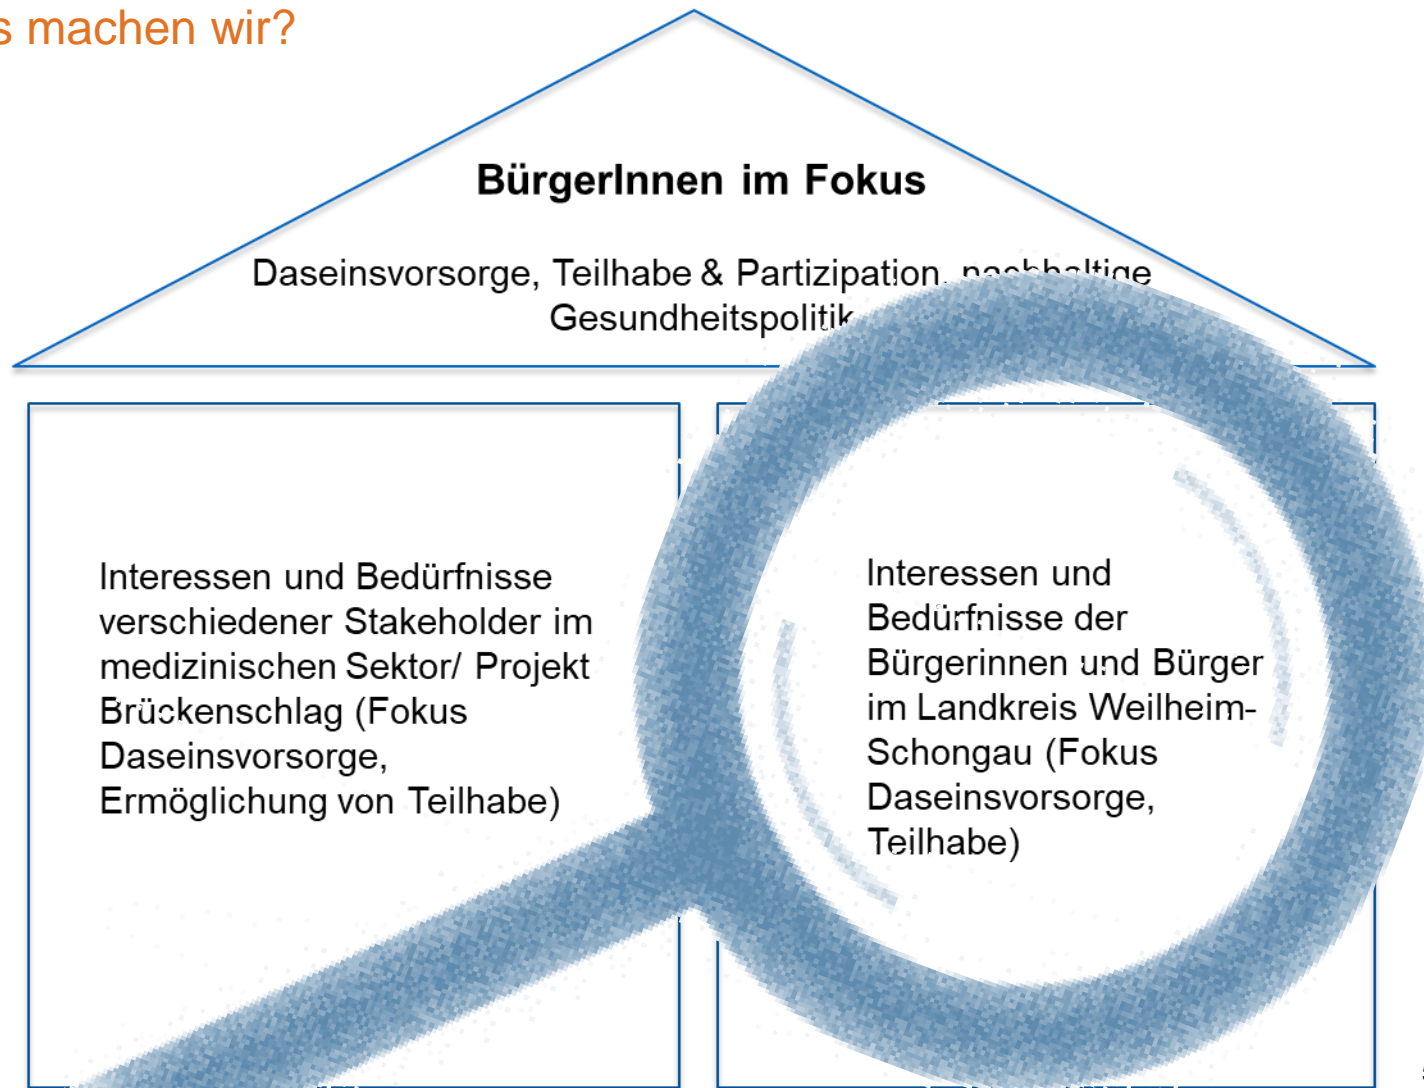 s machen wir?
BürgerInnen im Fokus
Daseinsvorsorge, Teilhabe & Partizipation, nachhaltige
Gesundheitspolitik
Interessen und Bedürfnisse
verschiedener Stakeholder im
medizinischen Sektor/ Projekt
Brückenschlag (Fokus
Daseinsvorsorge,
Ermöglichung von Teilhabe)
Interessen und
Bedürfnisse der
Bürgerinnen und Bürger
im Landkreis Weilheim-
Schongau (Fokus
Daseinsvorsorge,
Teilhabe)